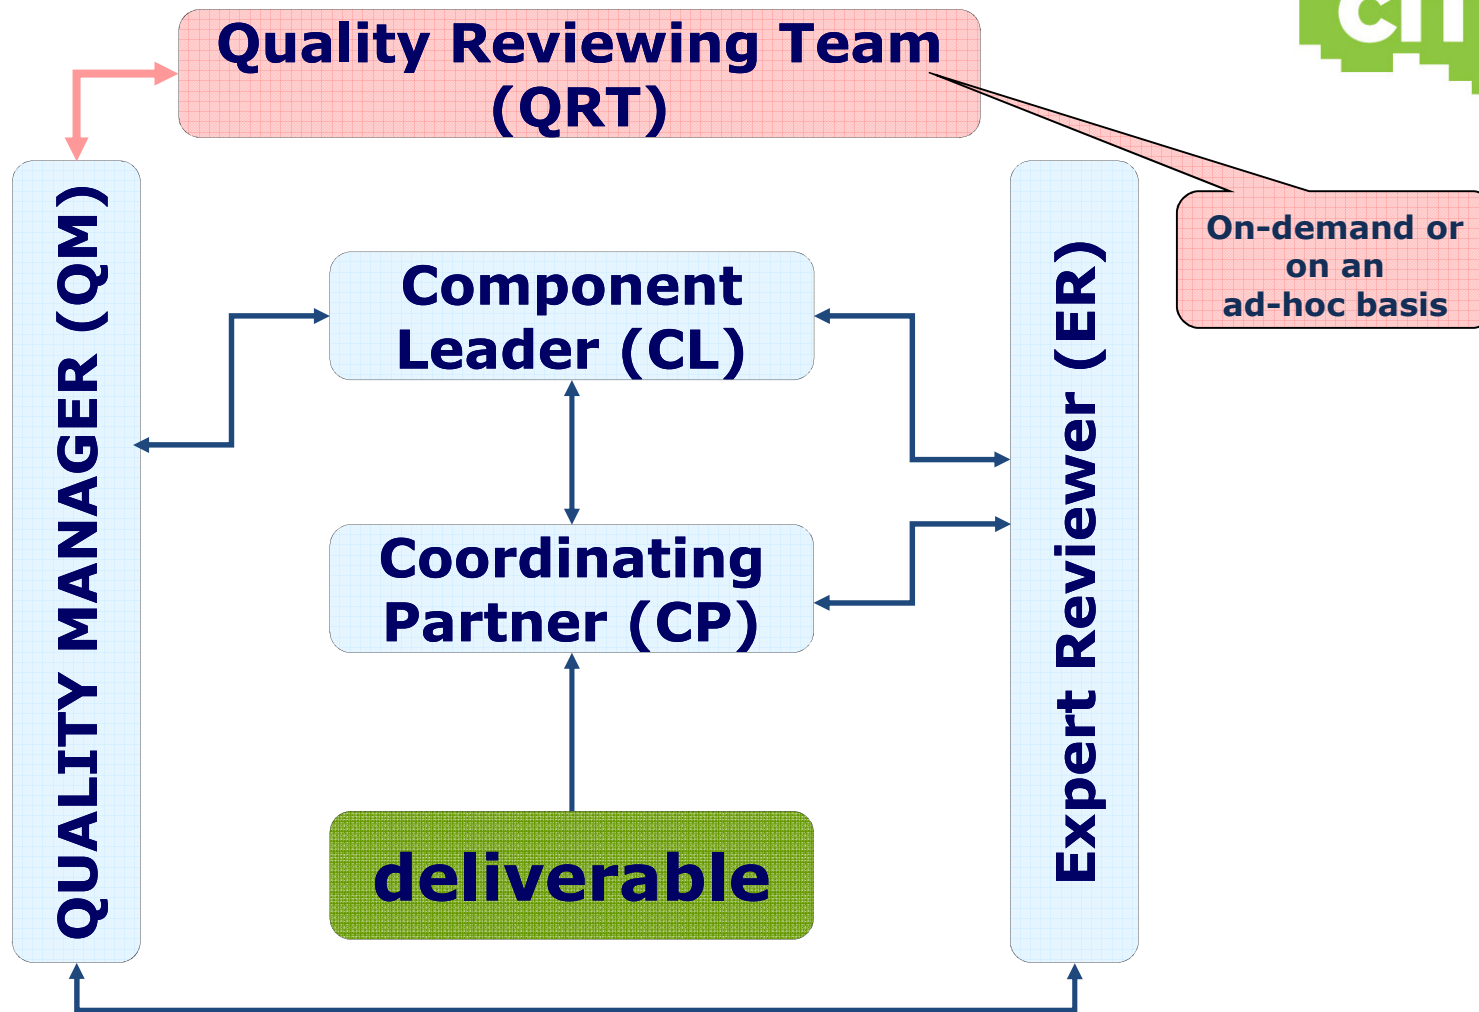 Quality Reviewing Team
(QRT)
On-demand or
on an
ad-hoc basis
QUALITY MANAGER (QM)
Component
Leader (CL)
Expert Reviewer (ER)
Coordinating
Partner (CP)
deliverable